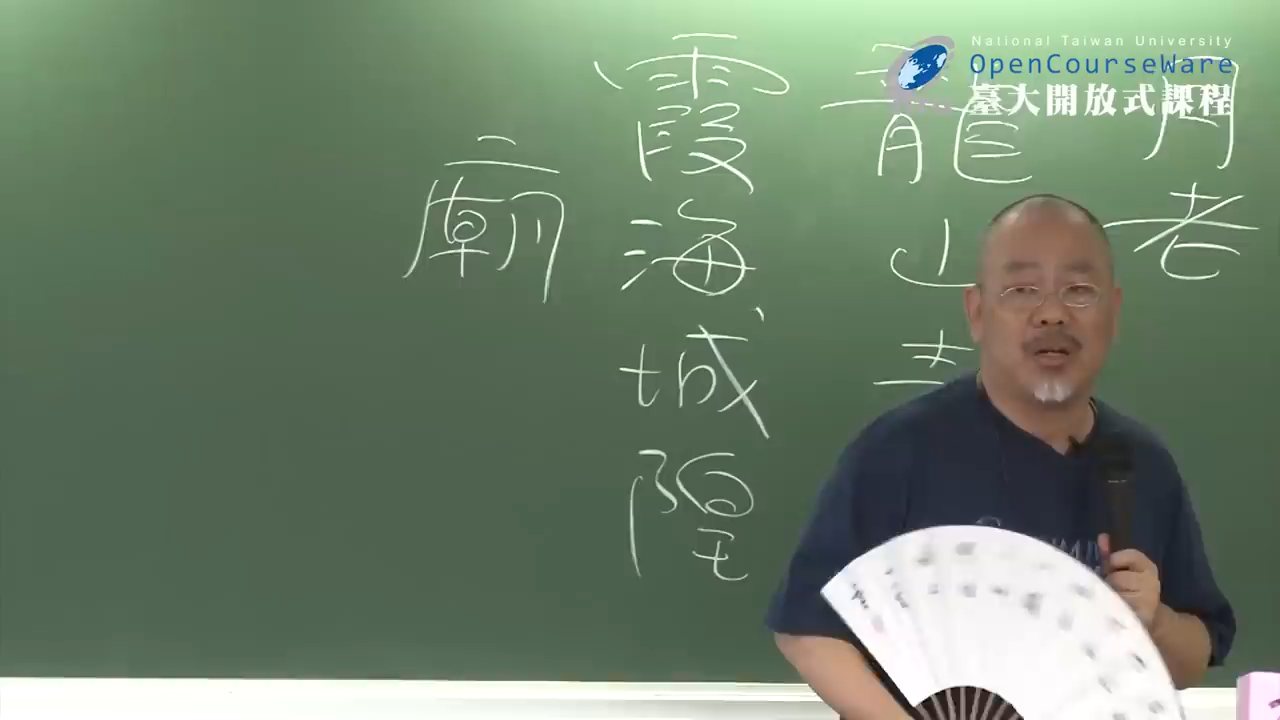 National Taiwan University
OpenCourseWare
臺大開放式課程
月老
龍山
霞海城隍
廟